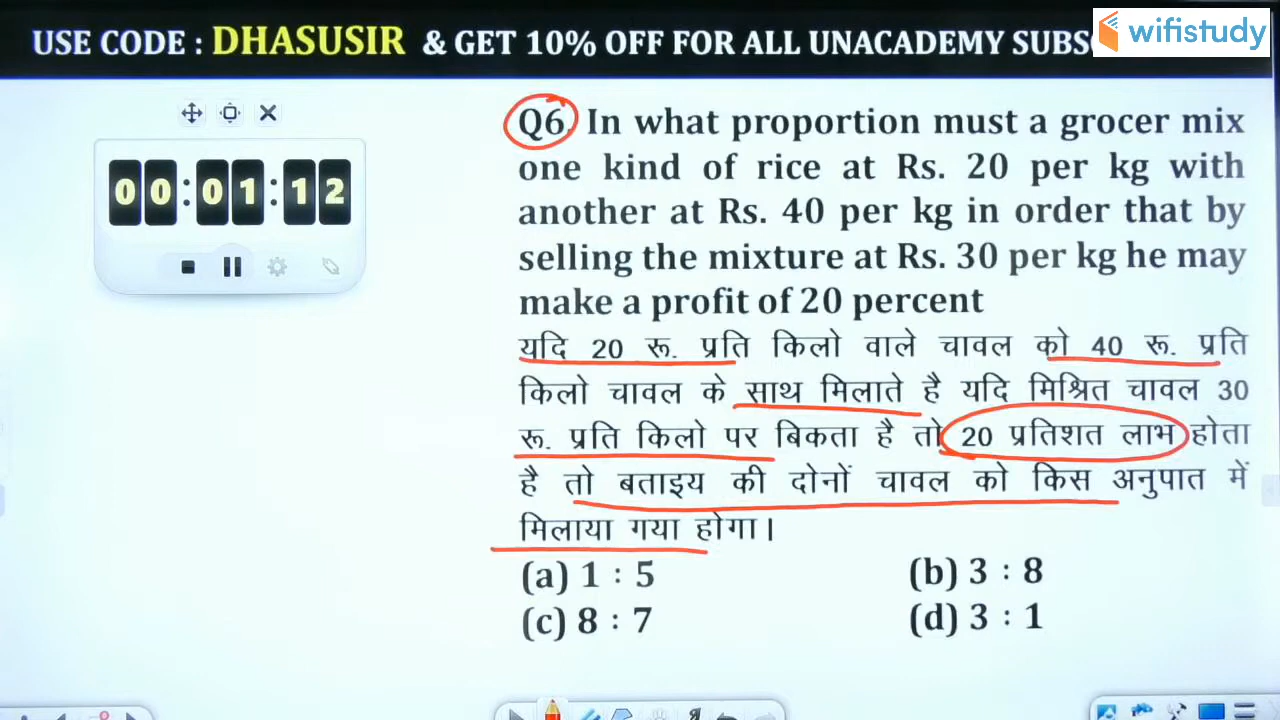 USE CODE : DHASUSIR & GET 10% OFF FOR ALL UNACADEMY
wifistudy
00:01:12
Q6. In what proportion must a grocer mix
one kind of rice at Rs. 20 per kg with
another at Rs. 40 per kg in order that by
selling the mixture at Rs. 30 per kg he may
make a profit of 20 percent
यदि 20 रू. प्रति किलो वाले चावल को 40 रू. प्रति
किलो चावल के साथ मिलाते है यदि मिश्रित चावल 30
रू. प्रति किलो पर बिकता है तो 20 प्रतिशत लाभ होता
है तो बताइय की दोनों चावल को किस अनुपात में
मिलाया गया होगा।
(a) 1 : 5 (b) 3 : 8
(c) 8 : 7 (d) 3 : 1